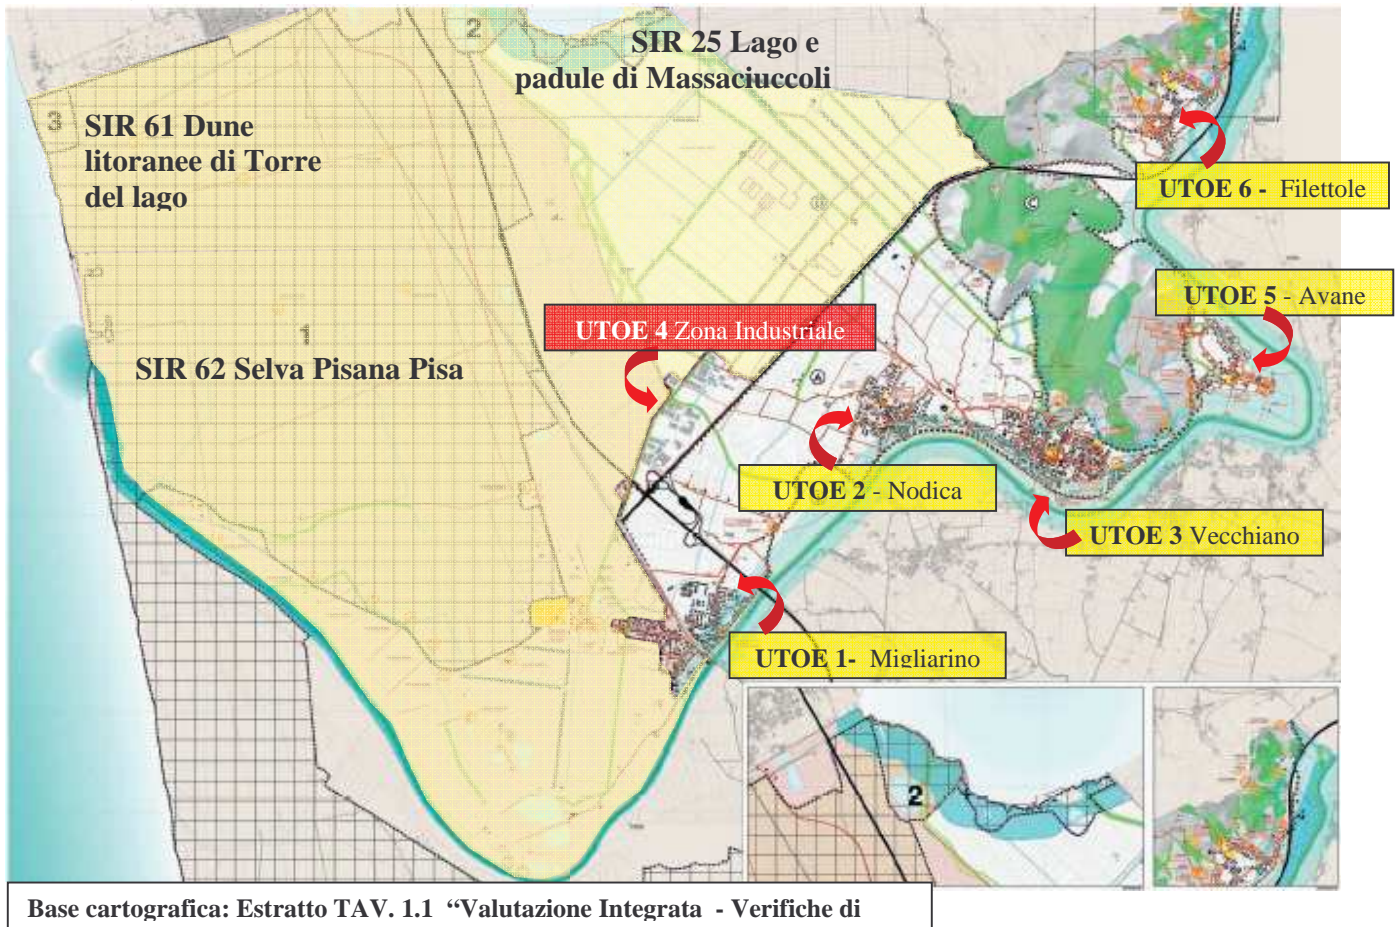 SIR 25 Lago e
padule di Massaciuccoli
SIR 61 Dune
litoranee di Torre
del lago
UTOE 6 - Filettole
UTOE 5 - Avane
UTOE 4 Zona Industriale
SIR 62 Selva Pisana Pisa
UTOE 2 - Nodica
UTOE 3 Vecchiano
UTOE 1- Migliarino
2
2
C
A
Base cartografica: Estratto TAV. 1.1 “Valutazione Integrata - Verifiche di